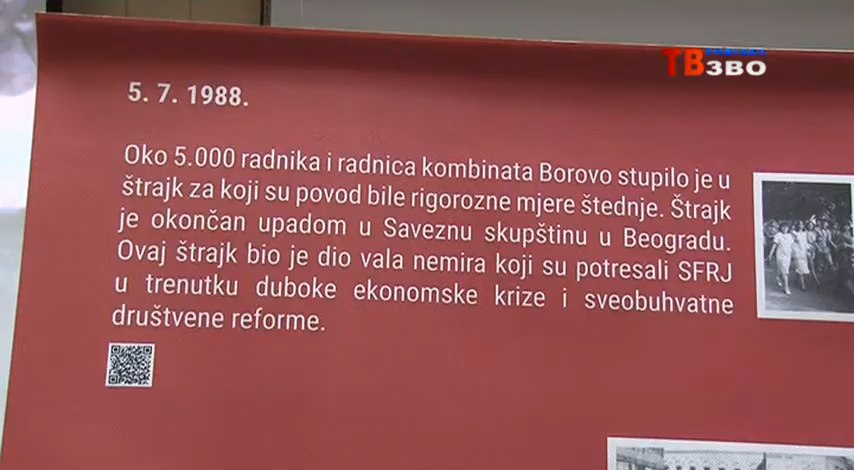 ТВ ЗВО
5. 7. 1988.
Oko 5.000 radnika i radnica kombinata Borovo stupilo je u
štrajk za koji su povod bile rigorozne mjere štednje. Štrajk
je okončan upadom u Saveznu skupštinu u Beogradu.
Ovaj štrajk bio je dio vala nemira koji su potresali SFRJ
u trenutku duboke ekonomske krize i sveobuhvatne
društvene reforme.